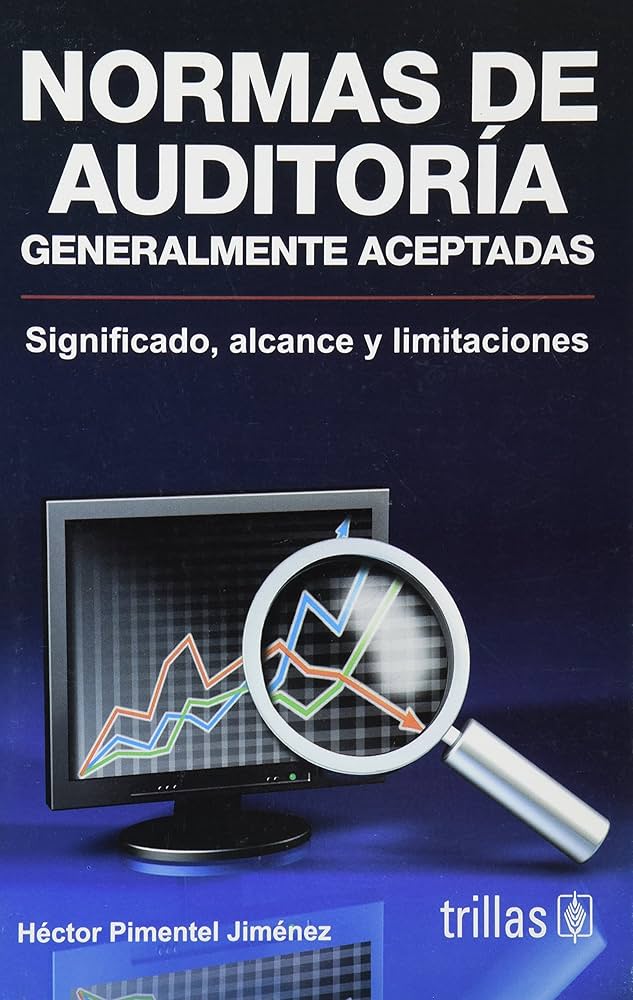 NORMAS DE
AUDITORÍA
GENERALMENTE ACEPTADAS
Significado, alcance y limitaciones
Héctor Pimentel Jiménez
trillas